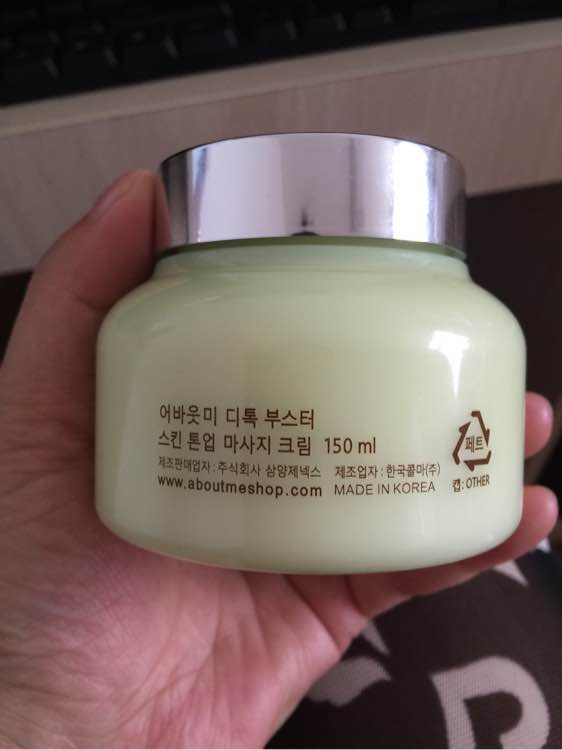 어바웃미 디톡 부스터
스킨 톤업 마사지 크림 150 ml
제조판매업자 : 주식회사 삼양제넥스 제조업자 : 한국콜마(주)
www.aboutmeshop.com MADE IN KOREA
페트
캡: OTHER